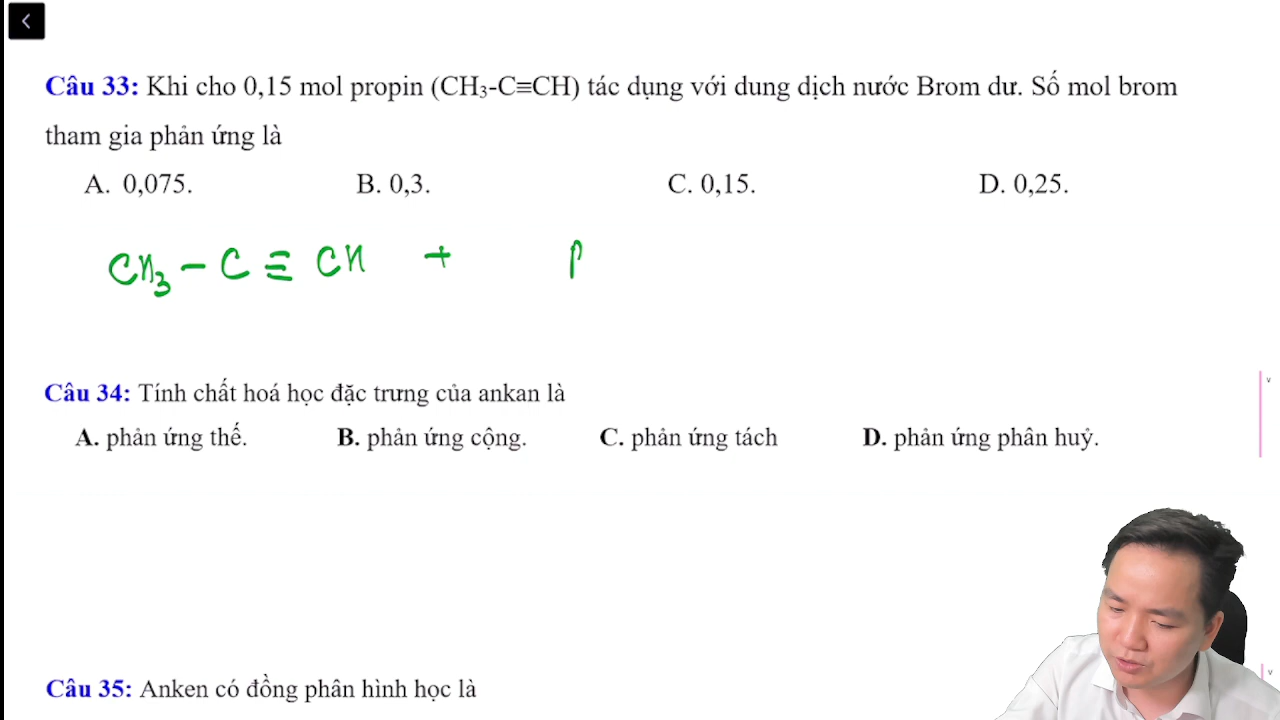 Câu 33: Khi cho 0,15 mol propin (CH₃-C≡CH) tác dụng với dung dịch nước Brom dư. Số mol brom
tham gia phản ứng là
A. 0,075. B. 0,3. C. 0,15. D. 0,25.
CH₃ - C ≡ CH +
Câu 34: Tính chất hoá học đặc trưng của ankan là
A. phản ứng thế. B. phản ứng cộng. C. phản ứng tách D. phản ứng phân huỷ.
Câu 35: Anken có đồng phân hình học là